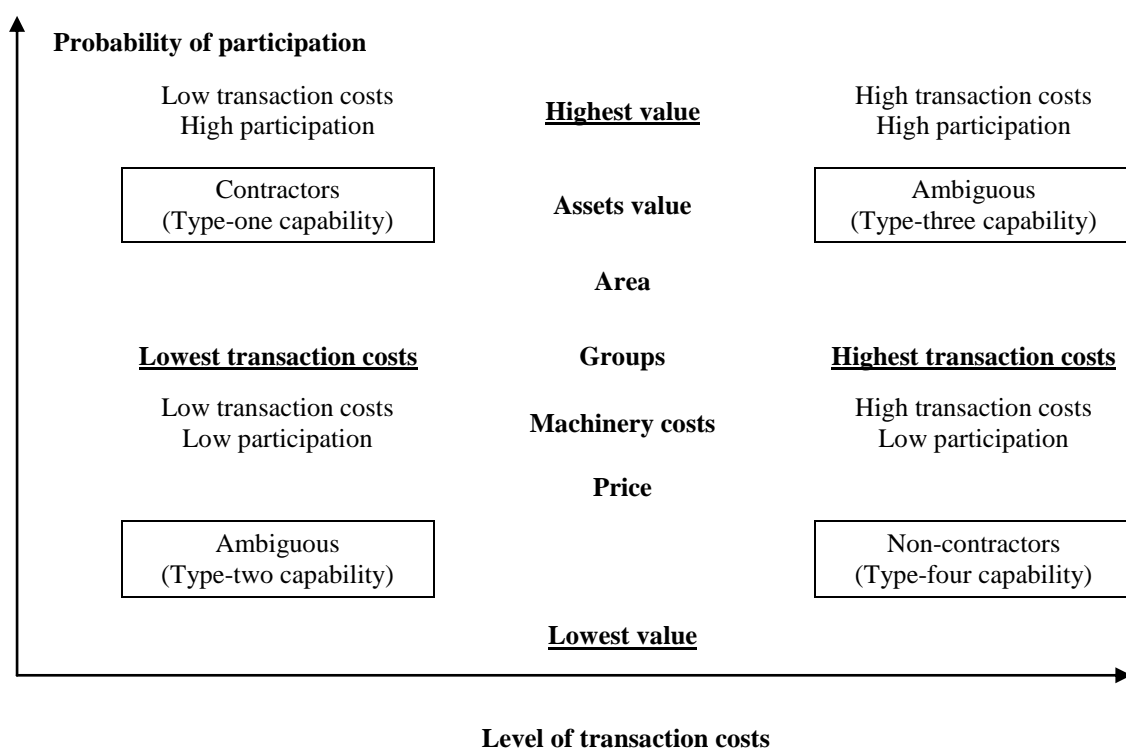 Probability of participation
Low transaction costs
High participation
Highest value
High transaction costs
High participation
Contractors
(Type-one capability)
Assets value
Ambiguous
(Type-three capability)
Area
Lowest transaction costs
Groups
Highest transaction costs
Low transaction costs
Low participation
Machinery costs
High transaction costs
Low participation
Price
Ambiguous
(Type-two capability)
Non-contractors
(Type-four capability)
Lowest value
Level of transaction costs